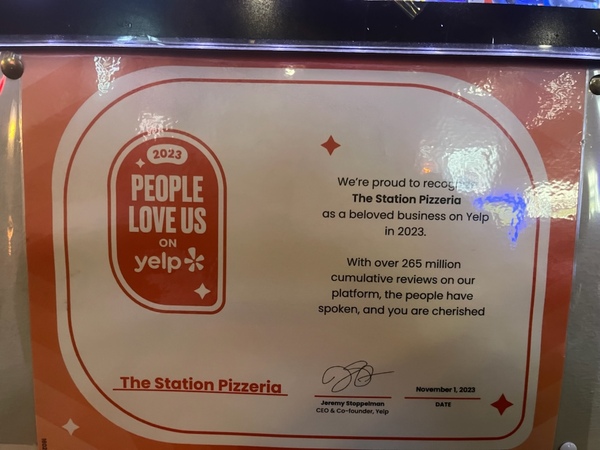 2023
PEOPLE
LOVE US
ON
yelp
We're proud to
The Station Pizzeria
as a beloved business on Yelp
in 2023.
With over 265 million
cumulative reviews on our
platform, the people have
spoken, and you are cherished
The Station Pizzeria
Jeremy Stoppelman
CEO & Co-founder, Yelp
November 1, 2023
DATE